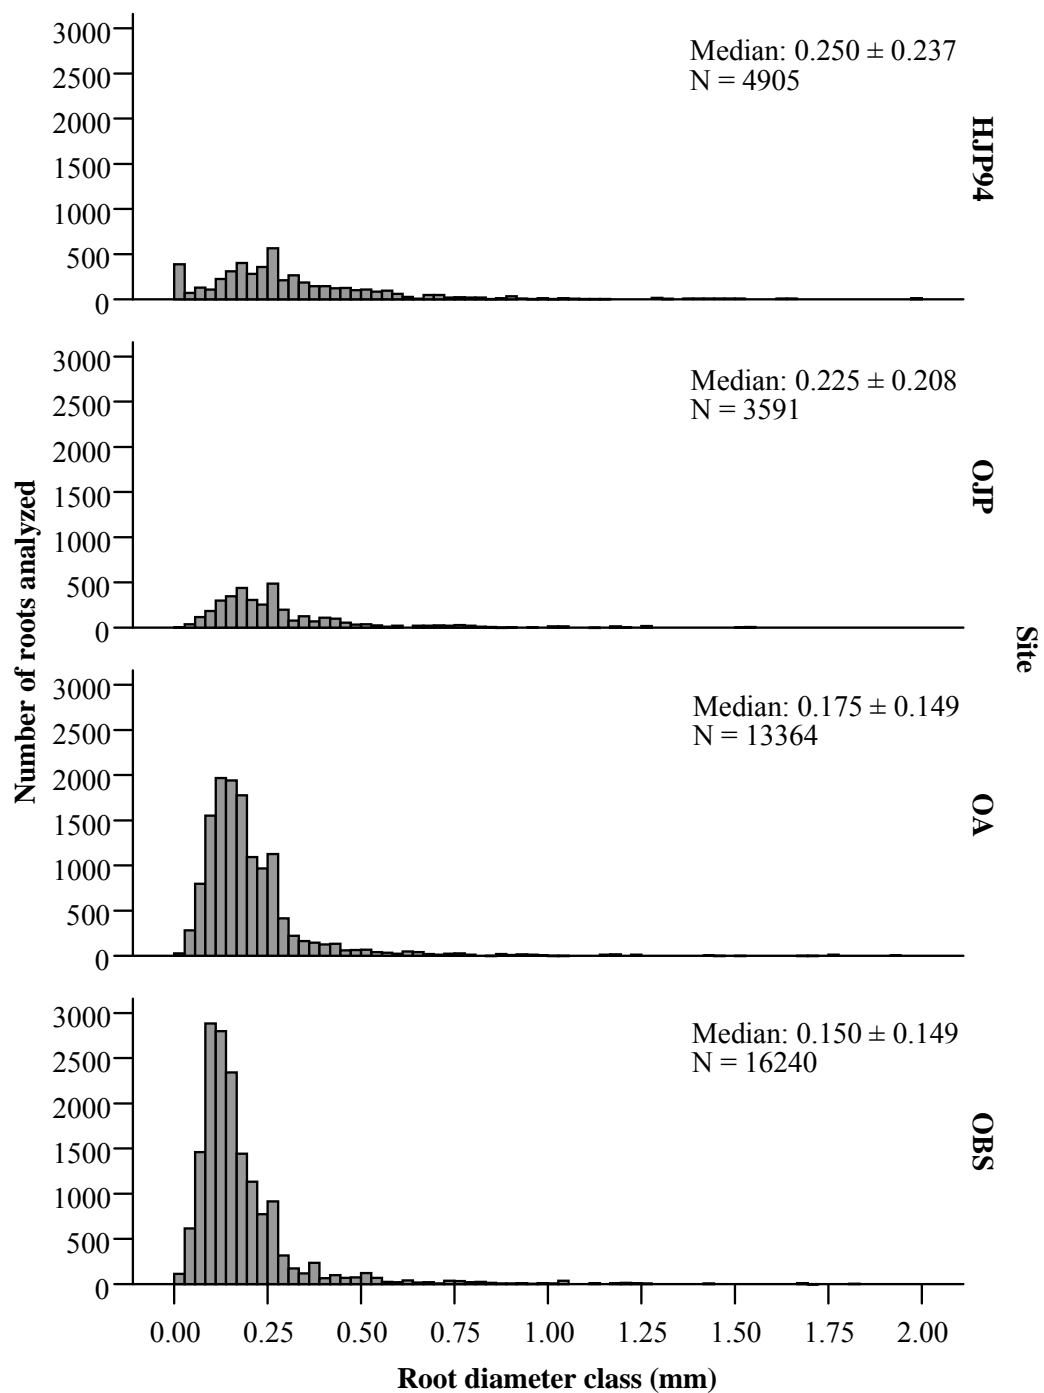 3000
2500
2000
1500
1000
500
0
Median: 0.250 ± 0.237
N = 4905
HJP94
3000
2500
2000
1500
1000
500
0
Median: 0.225 ± 0.208
N = 3591
OJP
3000
2500
2000
1500
1000
500
0
Median: 0.175 ± 0.149
N = 13364
OA
3000
2500
2000
1500
1000
500
0
Median: 0.150 ± 0.149
N = 16240
OBS
Number of roots analyzed
Site
0.00 0.25 0.50 0.75 1.00 1.25 1.50 1.75 2.00
Root diameter class (mm)